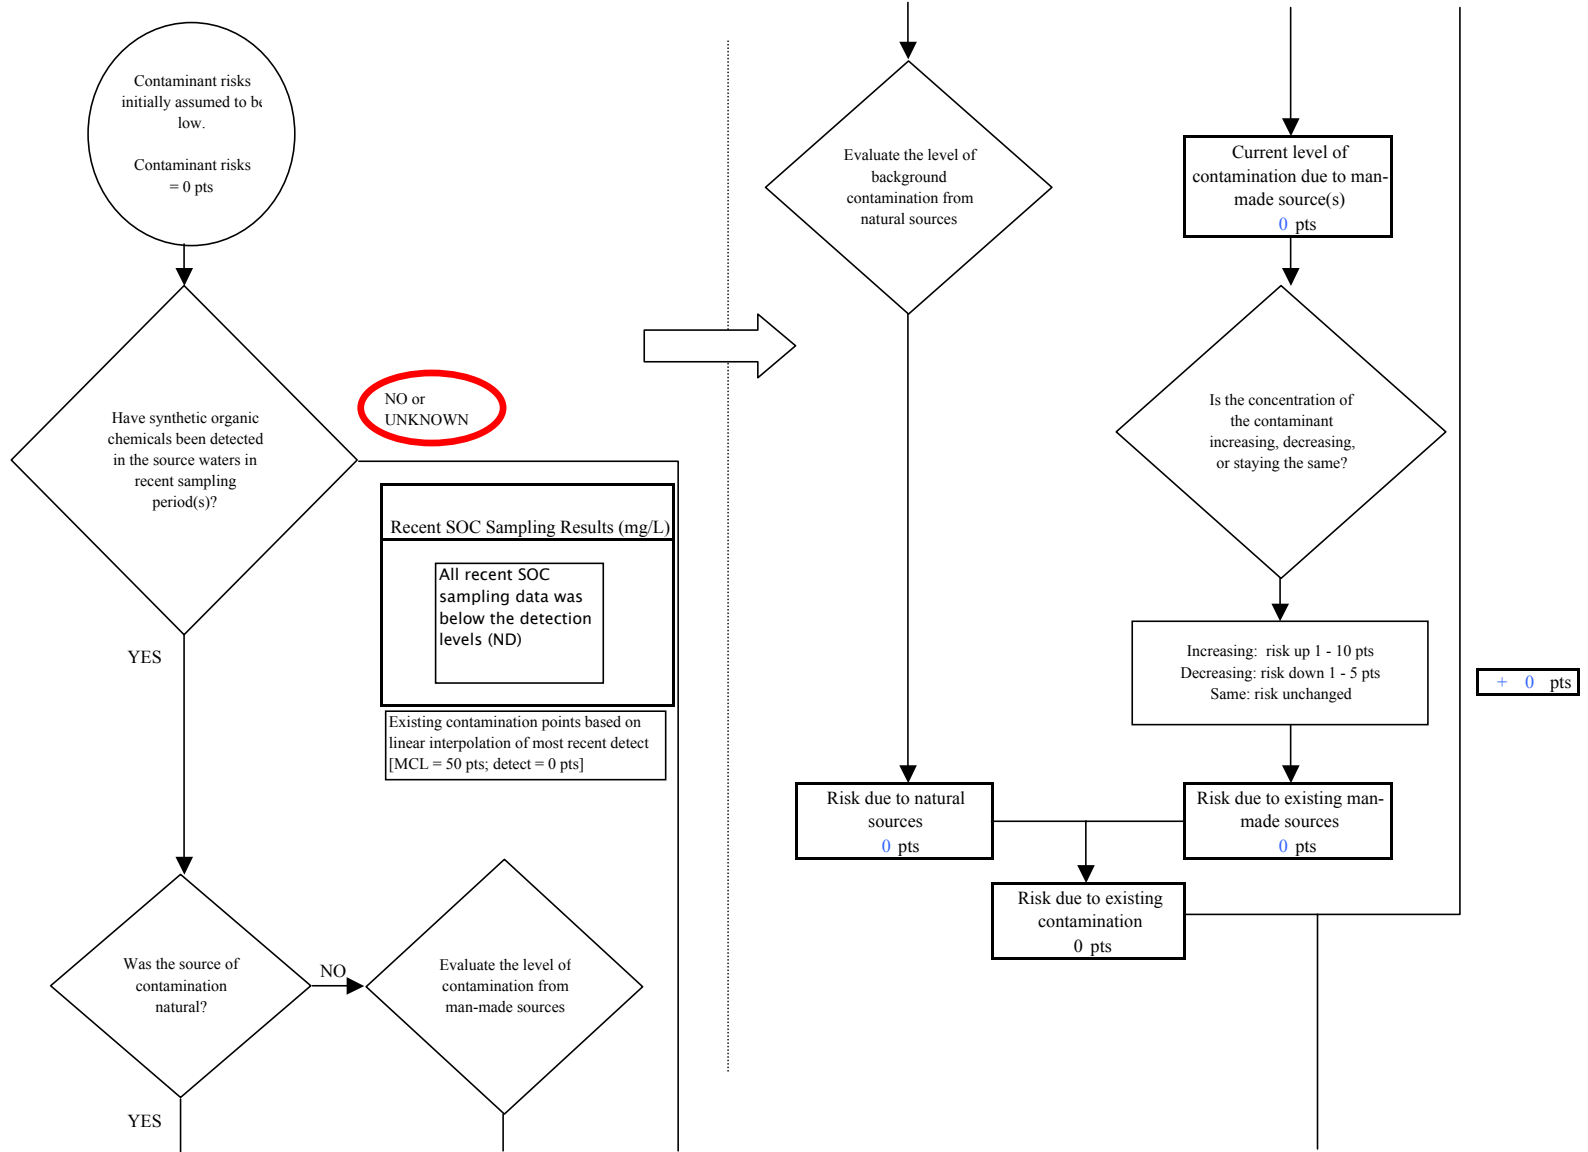 Contaminant risks
initially assumed to be
low.
Contaminant risks
= 0 pts
Have synthetic organic
chemicals been detected
in the source waters in
recent sampling
period(s)?
NO or
UNKNOWN
Recent SOC Sampling Results (mg/L)
All recent SOC
sampling data was
below the detection
levels (ND)
Existing contamination points based on
linear interpolation of most recent detect
[MCL = 50 pts; detect = 0 pts]
YES
Was the source of
contamination
natural?
NO
Evaluate the level of
contamination from
man-made sources
YES
Evaluate the level of
background
contamination from
natural sources
Current level of
contamination due to man-
made source(s)
0 pts
Is the concentration of
the contaminant
increasing, decreasing,
or staying the same?
Increasing: risk up 1 - 10 pts
Decreasing: risk down 1 - 5 pts
Same: risk unchanged
+ 0 pts
Risk due to natural
sources
0 pts
Risk due to existing man-
made sources
0 pts
Risk due to existing
contamination
0 pts